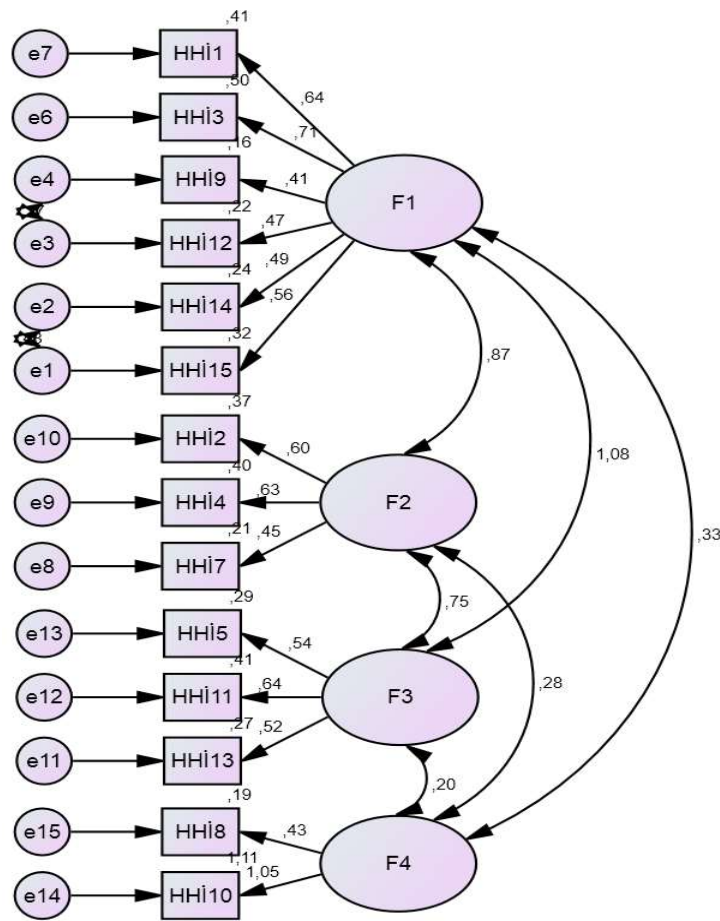 ,41
e7 HHİ1
,64
,50
e6 HHİ3
,71
,16
e4 HHİ9
,41
F1
,22
e3 HHİ12
,47
,24
,49
e2 HHİ14
,56
,32
e1 HHİ15
,87
,37
e10 HHİ2
,60
1,08
,40
e9 HHİ4
,63
F2
,33
,21
,45
e8 HHİ7
,29
,75
e13 HHİ5
,54
,41
,28
e12 HHİ11
,64
F3
,27
,52
e11 HHİ13
,20
,19
e15 HHİ8
,43
1,11
F4
1,05
e14 HHİ10